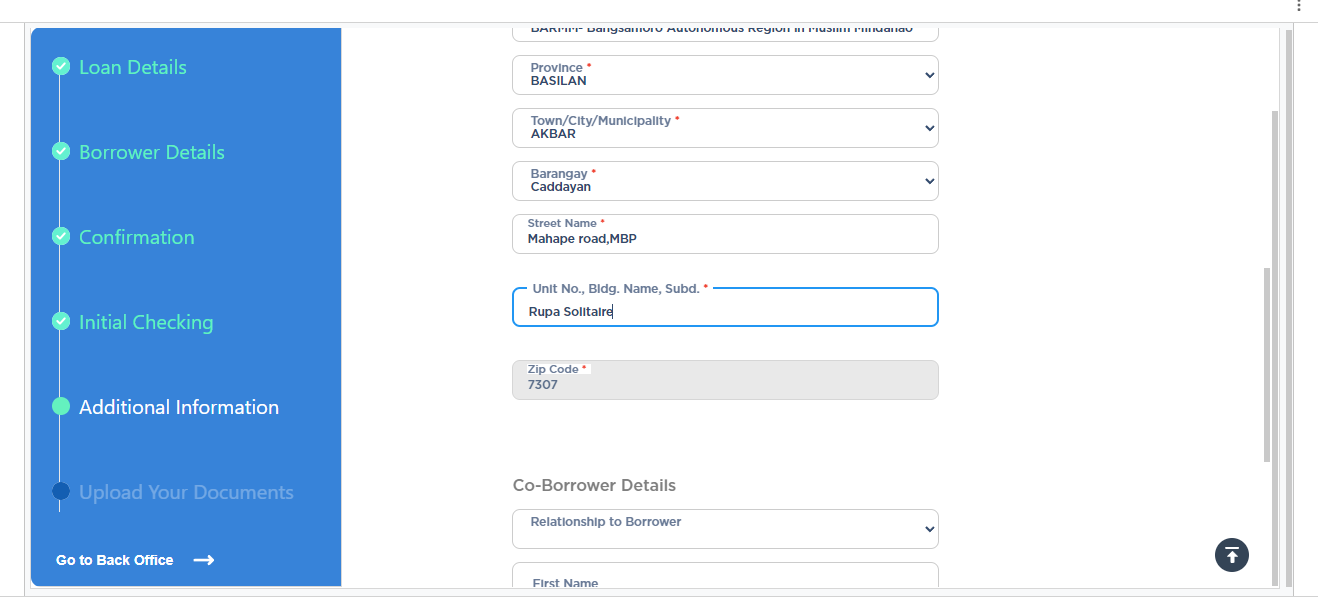 Loan Details
Borrower Details
Confirmation
Initial Checking
Additional Information
Upload Your Documents
Go to Back Office
BARMM- Bangsamoro Autonomous Region in Muslim Mindanao
Province *
BASILAN
Town/City/Municipality *
AKBAR
Barangay *
Caddayan
Street Name *
Mahape road,MBP
Unit No., Bldg. Name, Subd. *
Rupa Solitaire
Zip Code *
7307
Co-Borrower Details
Relationship to Borrower
First Name